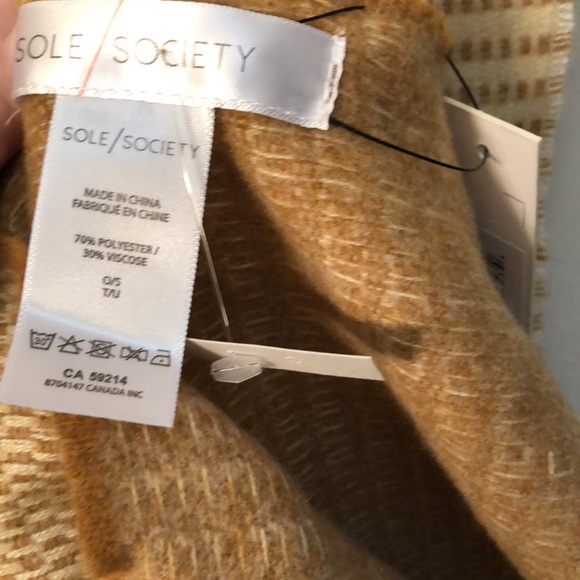 SOLE / SOCIETY
SOLE/SOCIETY
MADE IN CHINA
FABRIQUÉ EN CHINE
70% POLYESTER /
30% VISCOSE
O/S
T/U
30°
CA 59214
8704147 CANADA INC